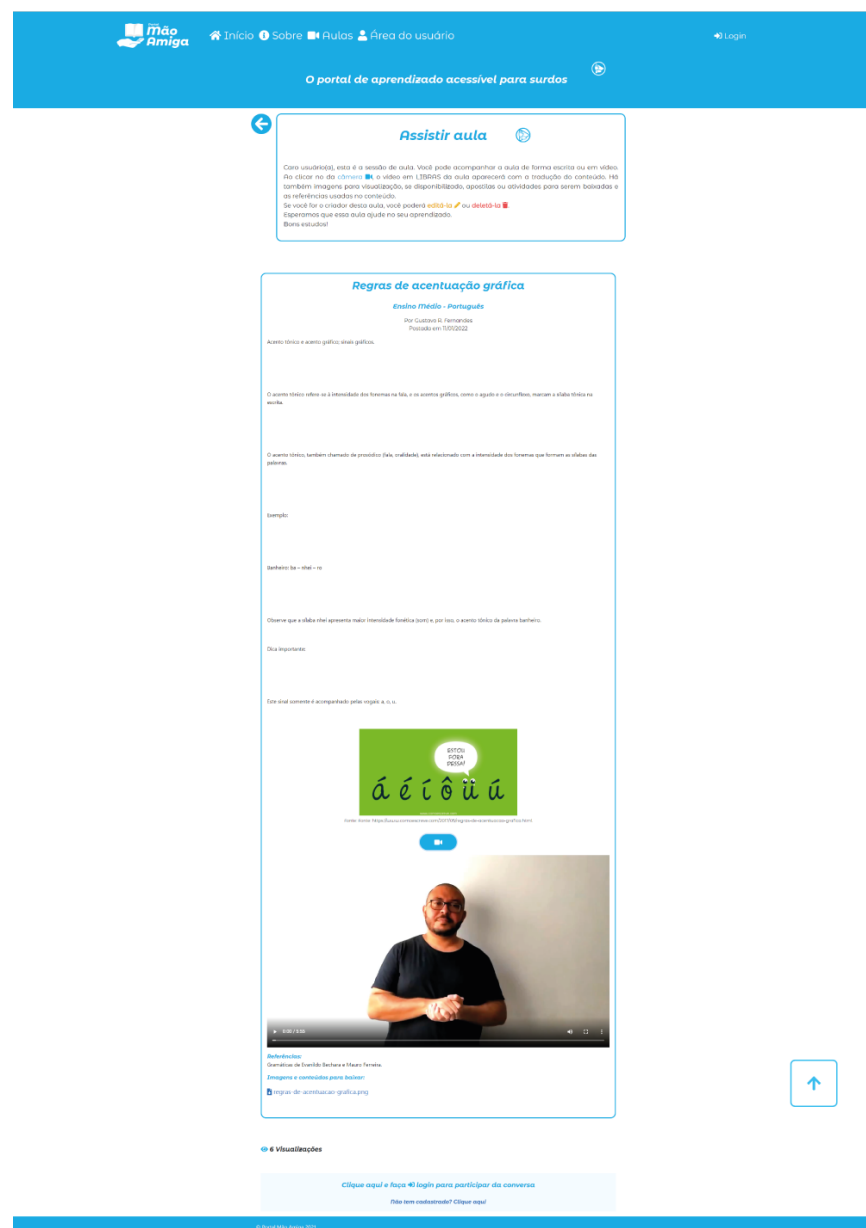 Portal
Mão
Amiga
Início Sobre Aulas Área do usuário
Login
O portal de aprendizado acessível para surdos
Assistir aula
Caro usuário(a), esta é a sessão de aula. Você pode acompanhar a aula de forma escrita ou em vídeo.
Ao clicar no da câmera , o vídeo em LIBRAS da aula aparecerá com a tradução do conteúdo. Há
também imagens para visualização, se disponibilizado, apostilas ou atividades para serem baixadas e
as referências usadas no conteúdo.
Se você for o criador desta aula, você poderá editá-la ou deletá-la .
Esperamos que essa aula ajude no seu aprendizado.
Bons estudos!
Regras de acentuação gráfica
Ensino Médio - Português
Por Gustavo B. Fernandes
Postado em 11/01/2022
Acento tônico e acento gráfico: sinais gráficos.
O acento tônico refere-se à intensidade dos fonemas na fala, e os acentos gráficos, como o agudo e o circunflexo, marcam a sílaba tônica na
escrita.
O acento tônico, também chamado de prosódico (fala, oralidade), está relacionado com a intensidade dos fonemas que formam as sílabas das
palavras.
Exemplo:
Banheiro: ba – nhei – ro
Observe que a sílaba nhei apresenta maior intensidade fonética (som) e, por isso, o acento tônico da palavra banheiro.
Dica importante:
Este sinal somente é acompanhado pelas vogais: a, o, u.
ESTOU
FORA
DESSA!
á é í ô ü ú
0:00 / 5:05
Referências:
Gramáticas de Evanildo Bechara e Mauro Ferreira.
Imagens e conteúdos para baixar:
regras-de-acentuacao-grafica.png
6 Visualizações
Clique aqui e faça login para participar da conversa
Não tem cadastrado? Clique aqui
© Portal Mão Amiga 2021